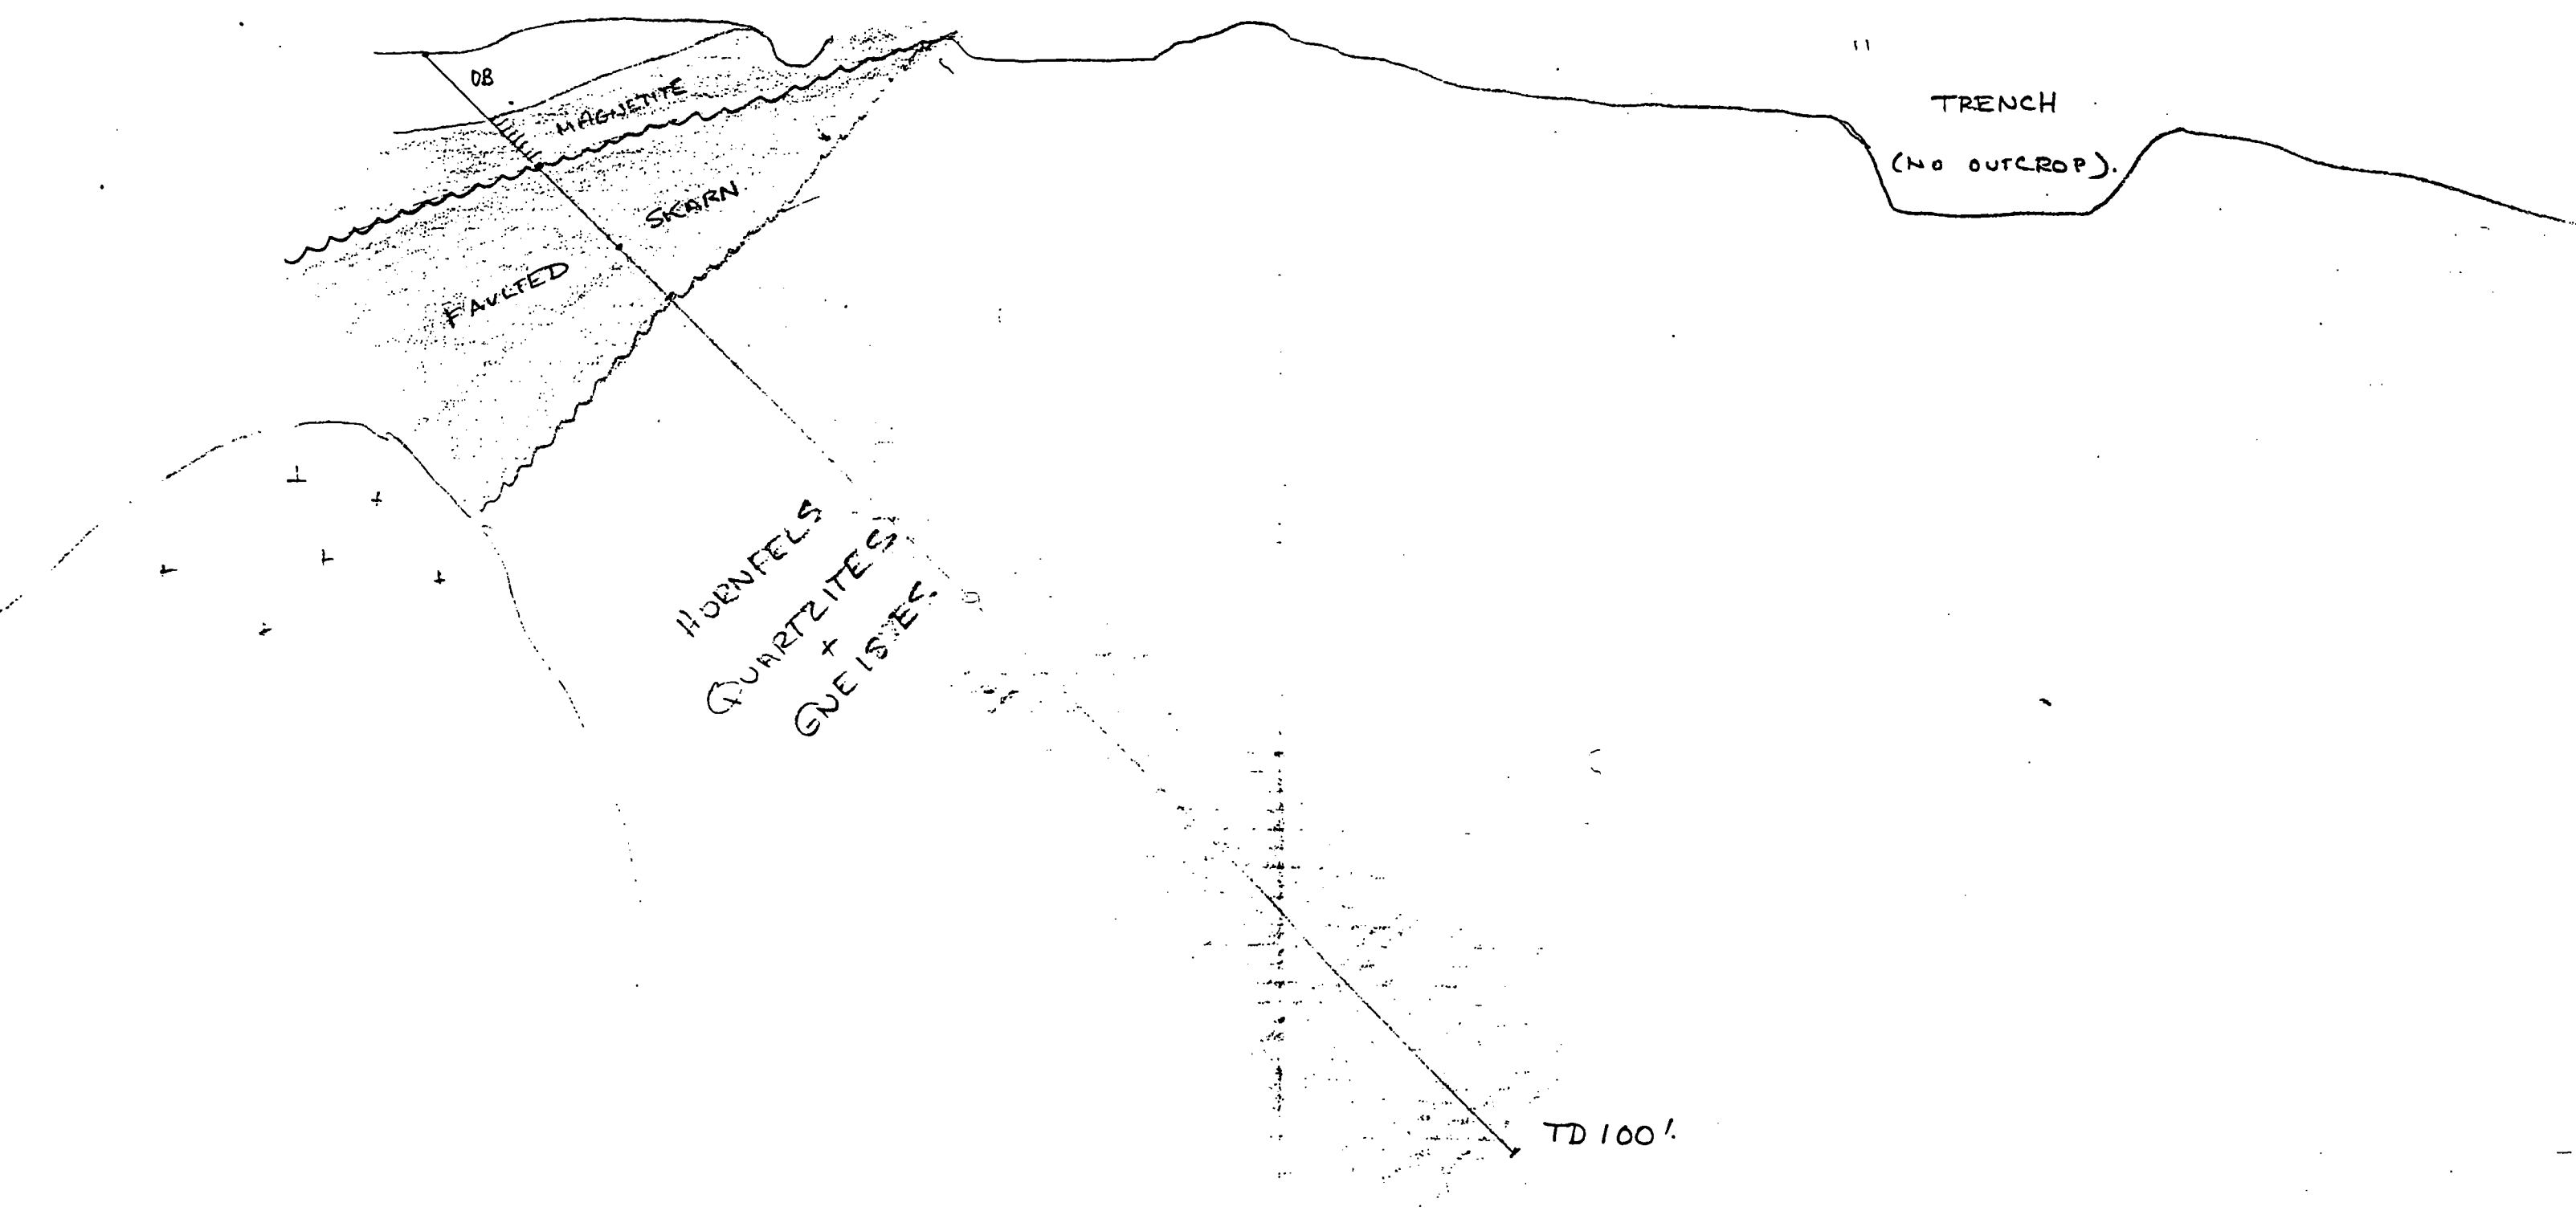 OB
MAGNETITE
TRENCH
(NO OUTCROP).
SKARN
FAULTED
HORNFELS
QUARTZITES
+
GNEISSES
TD 100'.